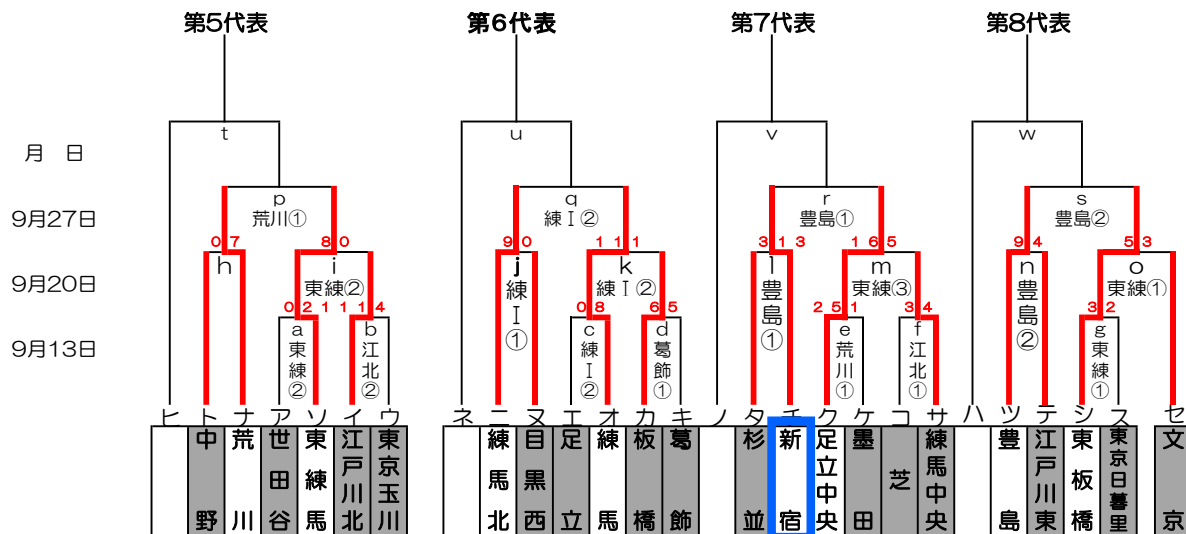 第5代表 第6代表 第7代表 第8代表
t u v w
月 日
p q r s
9月27日 荒川① 練Ⅰ② 豊島① 豊島②
0 7 8 0 9 0 1 1 1 3 1 3 1 6 5 9 4 5 3
h i j k l m n o
9月20日 東練② 練Ⅰ① 練Ⅰ② 豊島① 東練③ 豊島② 東練①
0 2 1 1 1 4 0 8 6 5 2 5 1 3 4 3 2
a b c d e f g
9月13日 東練② 江北② 練Ⅰ② 葛飾① 荒川① 江北① 東練①
ヒ ト ナ ア ソ イ ウ ネ ニ ヌ エ オ カ キ ノ タ チ ク ケ コ サ ハ ツ テ シ ス セ
中野
荒川
世田谷
東練馬
江戸川北
東京玉川
練馬北
目黒西
足立
練馬
板橋
葛飾
杉並
新宿
足立中央
墨田
芝
練馬中央
豊島
江戸川東
東板橋
東京日暮里
文京